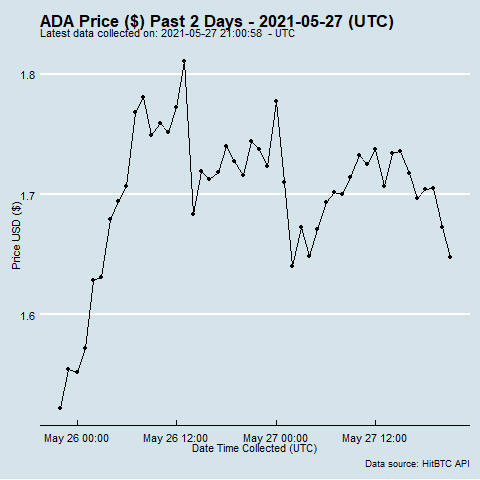 ADA Price ($) Past 2 Days - 2021-05-27 (UTC)
Latest data collected on: 2021-05-27 21:00:58 - UTC
1.8
1.7
1.6
Price USD ($)
May 26 00:00 May 26 12:00 May 27 00:00 May 27 12:00
Date Time Collected (UTC)
Data source: HitBTC API